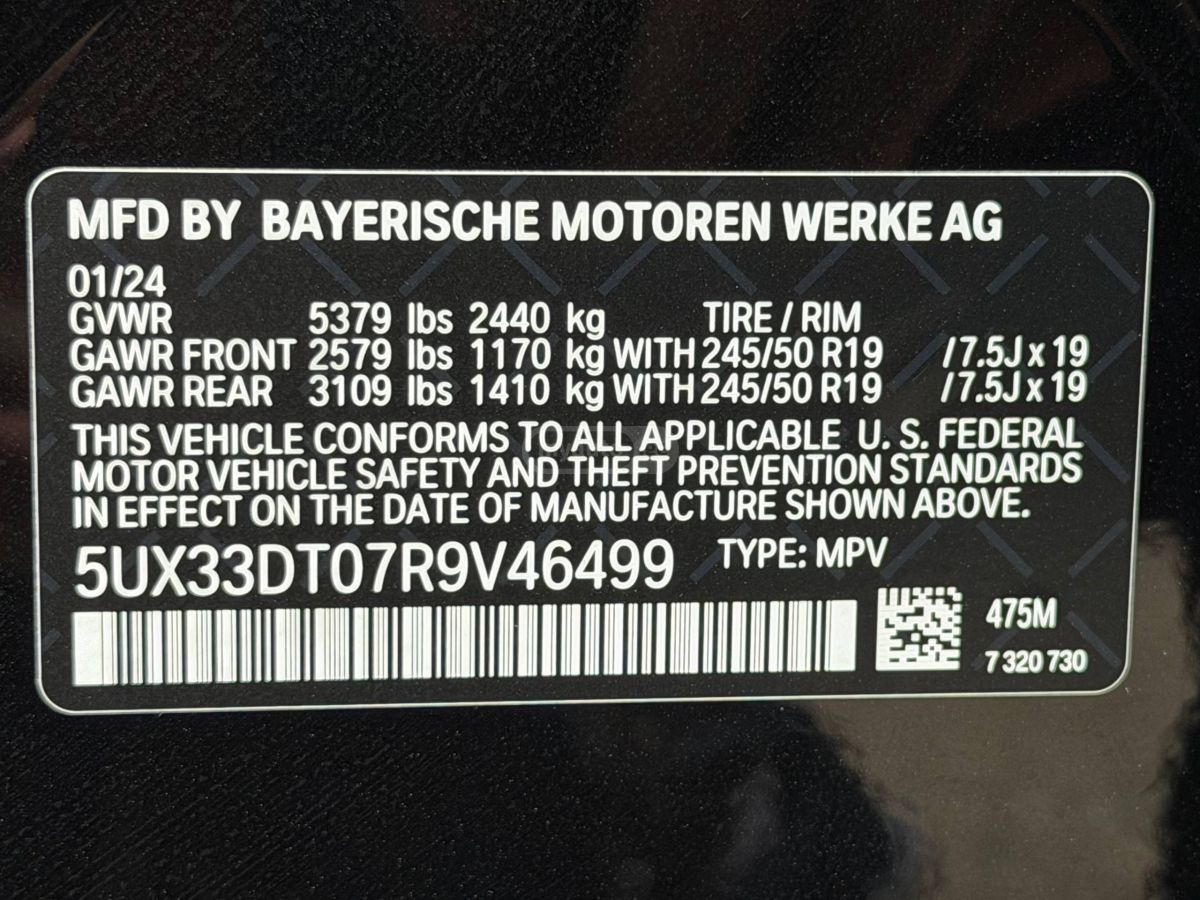 MFD BY BAYERISCHE MOTOREN WERKE AG
01/24
GVWR 5379 lbs 2440 kg TIRE / RIM
GAWR FRONT 2579 lbs 1170 kg WITH 245/50 R19 /7.5J x 19
GAWR REAR 3109 lbs 1410 kg WITH 245/50 R19 /7.5J x 19
THIS VEHICLE CONFORMS TO ALL APPLICABLE U. S. FEDERAL
MOTOR VEHICLE SAFETY AND THEFT PREVENTION STANDARDS
IN EFFECT ON THE DATE OF MANUFACTURE SHOWN ABOVE.
5UX33DT07R9V46499 TYPE: MPV
475M
7 320 730